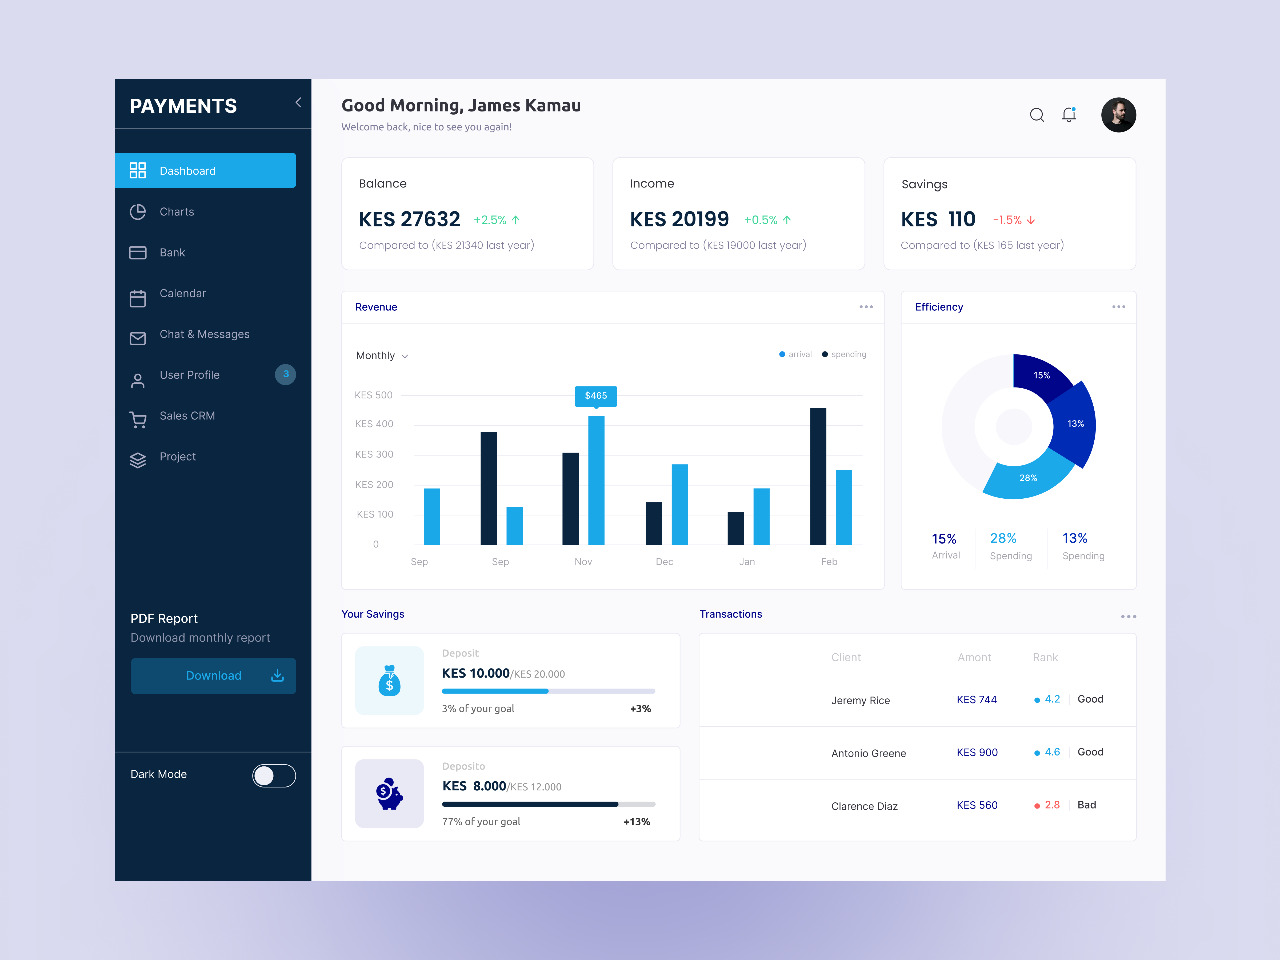 PAYMENTS
Dashboard
Charts
Bank
Calendar
Chat & Messages
User Profile 3
Sales CRM
Project
PDF Report
Download monthly report
Download
Dark Mode
Good Morning, James Kamau
Welcome back, nice to see you again!
Balance
KES 27632 +2.5%
Compared to (KES 21340 last year)
Income
KES 20199 +0.5%
Compared to (KES 19000 last year)
Savings
KES 110 -1.5%
Compared to (KES 165 last year)
Revenue
Monthly
arrival spending
KES 500
KES 400
KES 300
KES 200
KES 100
0
$465
Sep Sep Nov Dec Jan Feb
Efficiency
15%
13%
28%
15% 28% 13%
Arrival Spending Spending
Your Savings
Deposit
KES 10.000/KES 20.000
3% of your goal +3%
Deposito
KES 8.000/KES 12.000
77% of your goal +13%
Transactions
Client Amont Rank
Jeremy Rice KES 744 4.2 Good
Antonio Greene KES 900 4.6 Good
Clarence Diaz KES 560 2.8 Bad